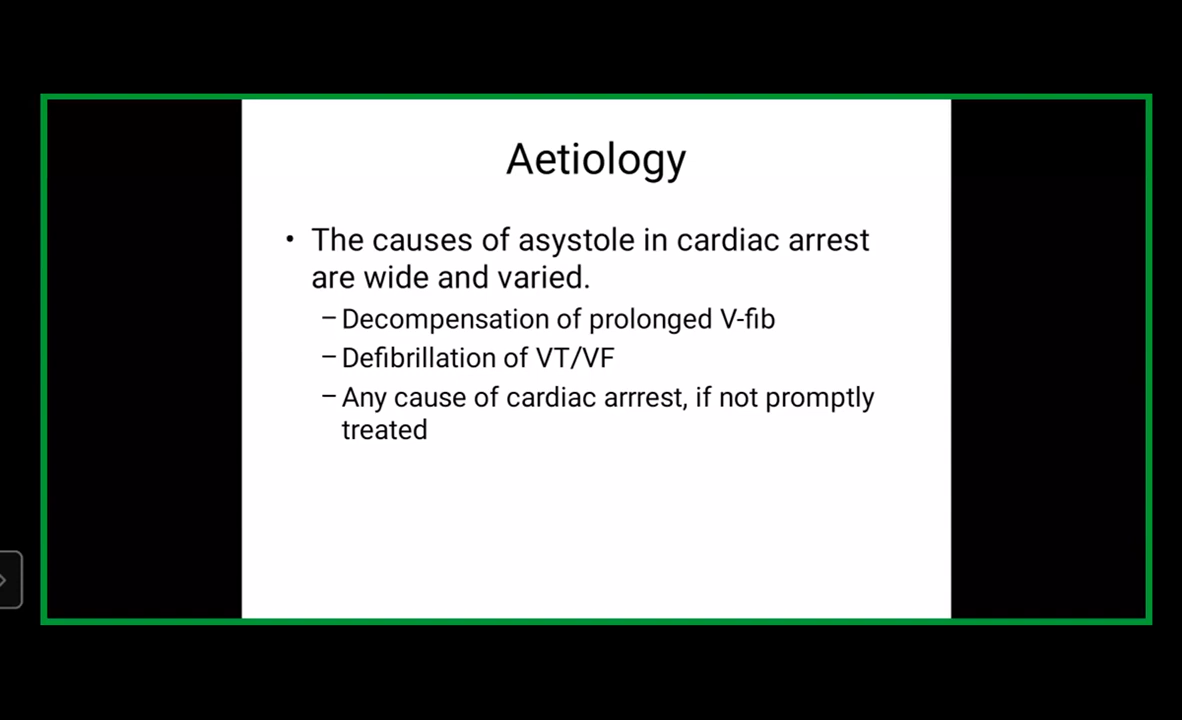 Aetiology
• The causes of asystole in cardiac arrest
are wide and varied.
– Decompensation of prolonged V-fib
– Defibrillation of VT/VF
– Any cause of cardiac arrrest, if not promptly
treated